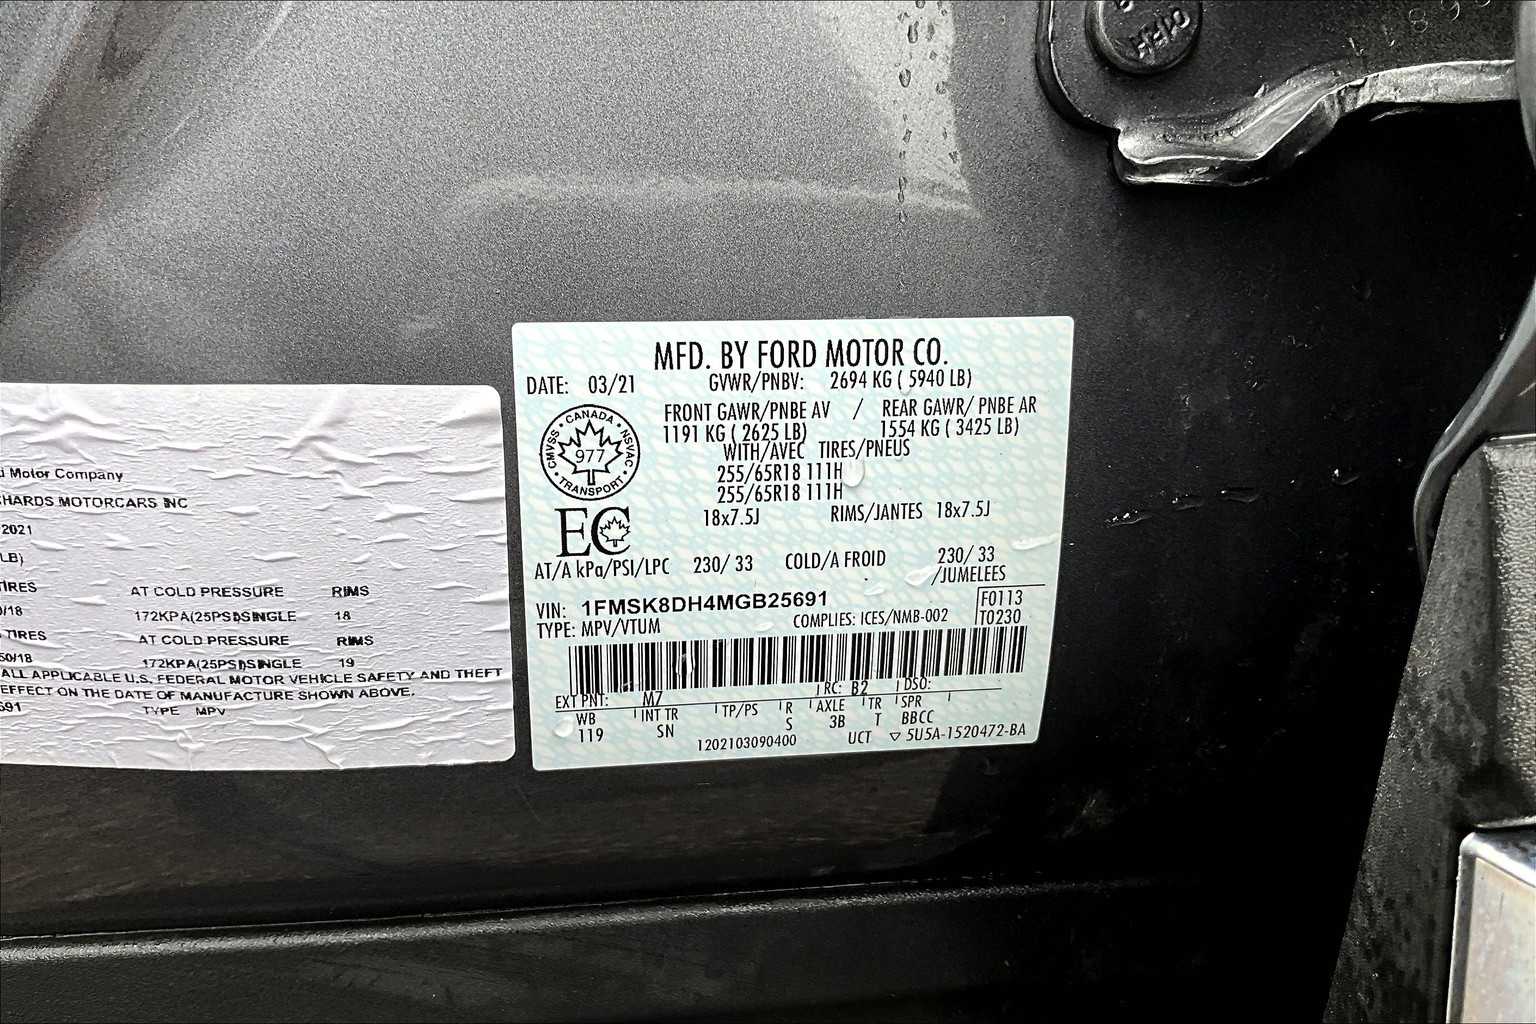 Motor Company
HARDS MOTORCARS INC
2021
LB)
TIRES AT COLD PRESSURE RIMS
/18 172KPA(25PSI)SINGLE 18
TIRES AT COLD PRESSURE RIMS
50/18 172KPA(25PSI)SINGLE 19
ALL APPLICABLE U.S. FEDERAL MOTOR VEHICLE SAFETY AND THEFT
EFFECT ON THE DATE OF MANUFACTURE SHOWN ABOVE.
691 TYPE MPV
MFD. BY FORD MOTOR CO.
DATE: 03/21 GVWR/PNBV: 2694 KG ( 5940 LB)
FRONT GAWR/PNBE AV / REAR GAWR/ PNBE AR
1191 KG ( 2625 LB) 1554 KG ( 3425 LB)
WITH/AVEC TIRES/PNEUS
255/65R18 111H
255/65R18 111H
18x7.5J RIMS/JANTES 18x7.5J
CANADA
CMVSS NSVAC
977
TRANSPORT
EC
AT/A kPa/PSI/LPC 230/ 33 COLD/A FROID 230/ 33
/JUMELEES
VIN: 1FMSK8DH4MGB25691 F0113
TYPE: MPV/VTUM COMPLIES: ICES/NMB-002 T0230
EXT PNT: M7 RC: B2 DSO:
WB INT TR TP/PS R AXLE TR SPR
119 SN S 3B T BBCC
1202103090400 UCT ▽ 5U5A-1520472-BA